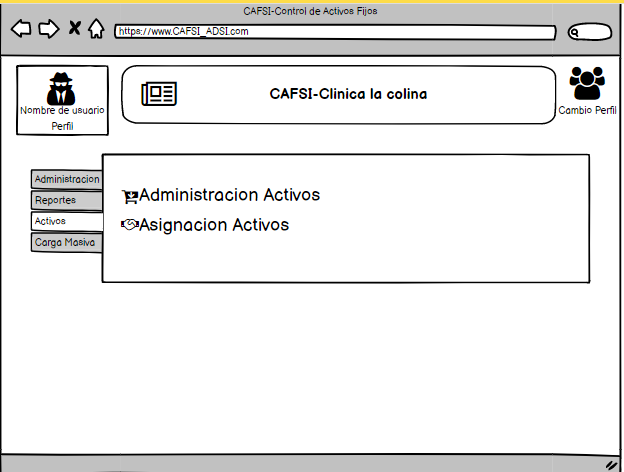 CAFSI-Control de Activos Fijos
https://www.CAFSI_ADSI.com
Nombre de usuario
Perfil
CAFSI-Clinica la colina
Cambio Perfil
Administracion
Reportes
Activos
Carga Masiva
Administracion Activos
Asignacion Activos